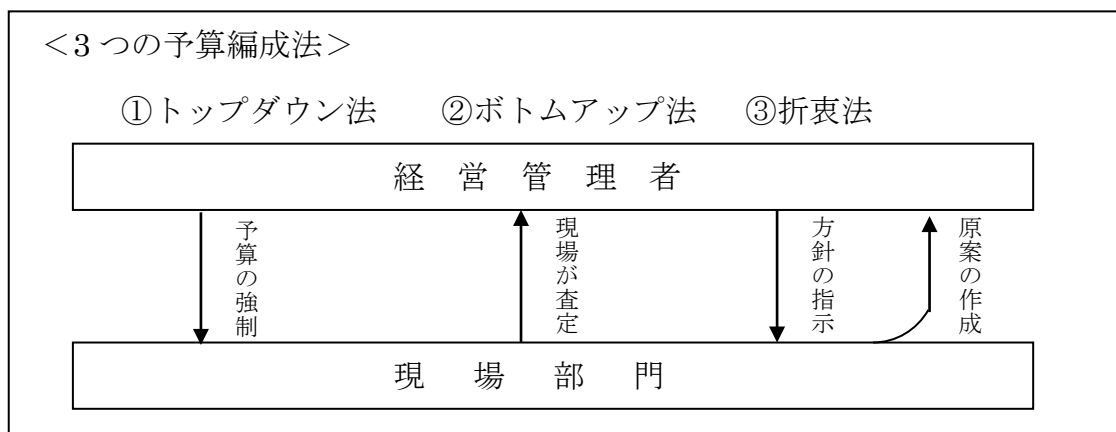 ＜3つの予算編成法＞
①トップダウン法 ②ボトムアップ法 ③折衷法
経営管理者
予算の強制
現場が査定
方針の指示
原案の作成
現場部門